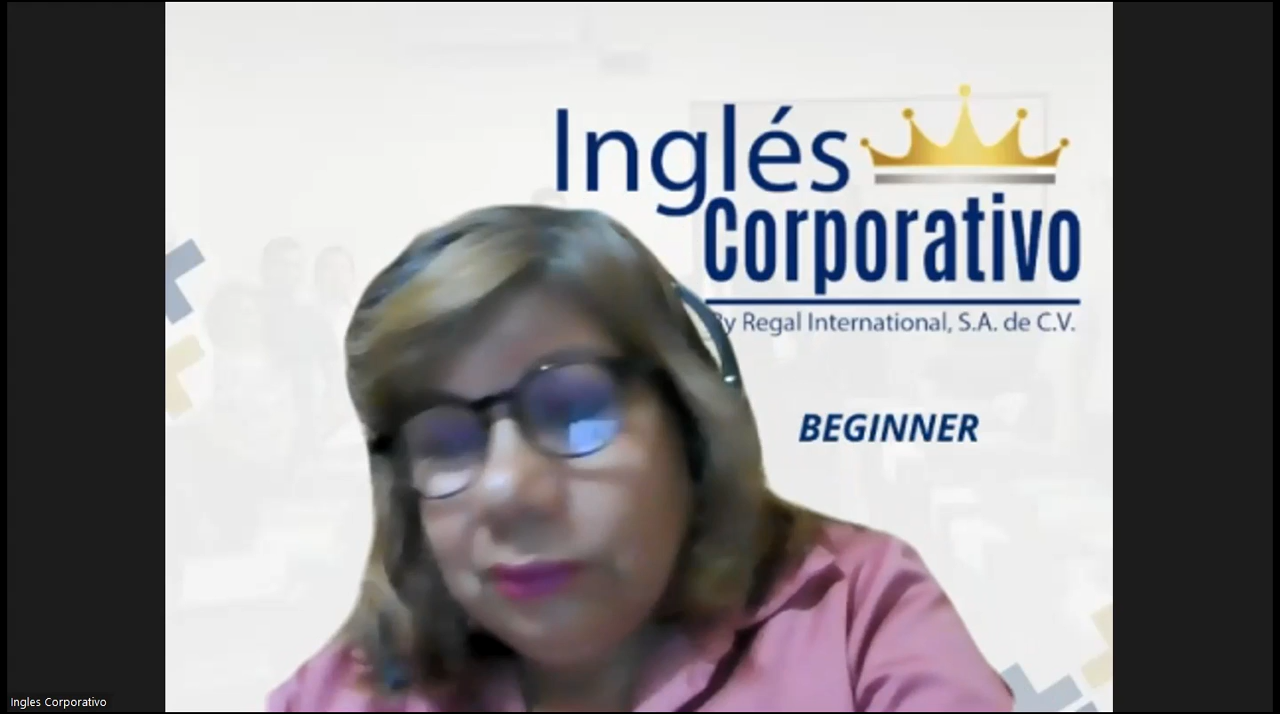 Inglés
Corporativo
By Regal International, S.A. de C.V.
BEGINNER
Ingles Corporativo